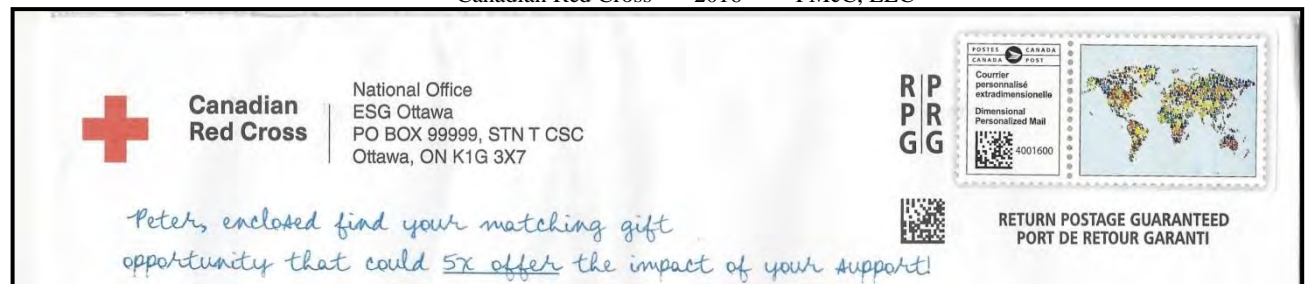 Canadian Red Cross 2016 PMCC, LLC
Canadian
Red Cross
National Office
ESG Ottawa
PO BOX 99999, STN T CSC
Ottawa, ON K1G 3X7
R|P
P|R
G|G
POSTES CANADA
CANADA POST
Courrier
personnalisé
extradimensionelle
Dimensional
Personalized Mail
4001600
RETURN POSTAGE GUARANTEED
PORT DE RETOUR GARANTI
Peter, enclosed find your matching gift
opportunity that could 5x offer the impact of your support!